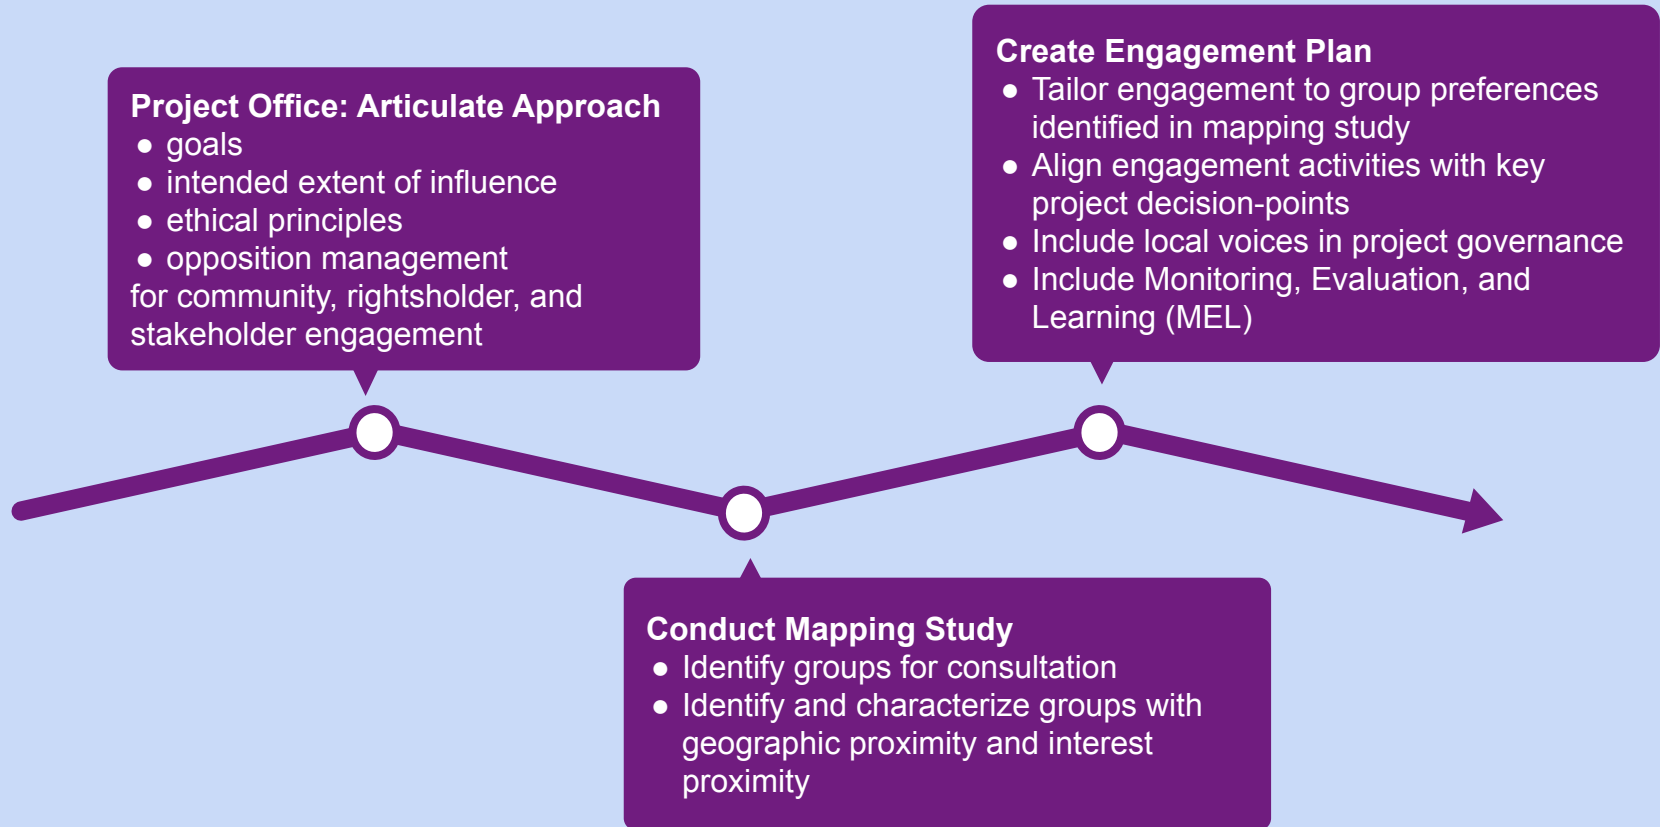 Project Office: Articulate Approach
● goals
● intended extent of influence
● ethical principles
● opposition management
for community, rightsholder, and
stakeholder engagement
Conduct Mapping Study
● Identify groups for consultation
● Identify and characterize groups with
geographic proximity and interest
proximity
Create Engagement Plan
● Tailor engagement to group preferences
identified in mapping study
● Align engagement activities with key
project decision-points
● Include local voices in project governance
● Include Monitoring, Evaluation, and
Learning (MEL)